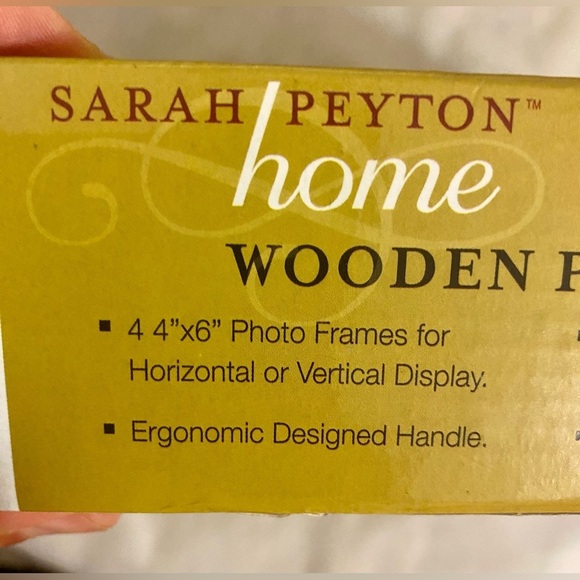 SARAH PEYTON™
home
WOODEN
▪ 4 4”x6” Photo Frames for
Horizontal or Vertical Display.
▪ Ergonomic Designed Handle.